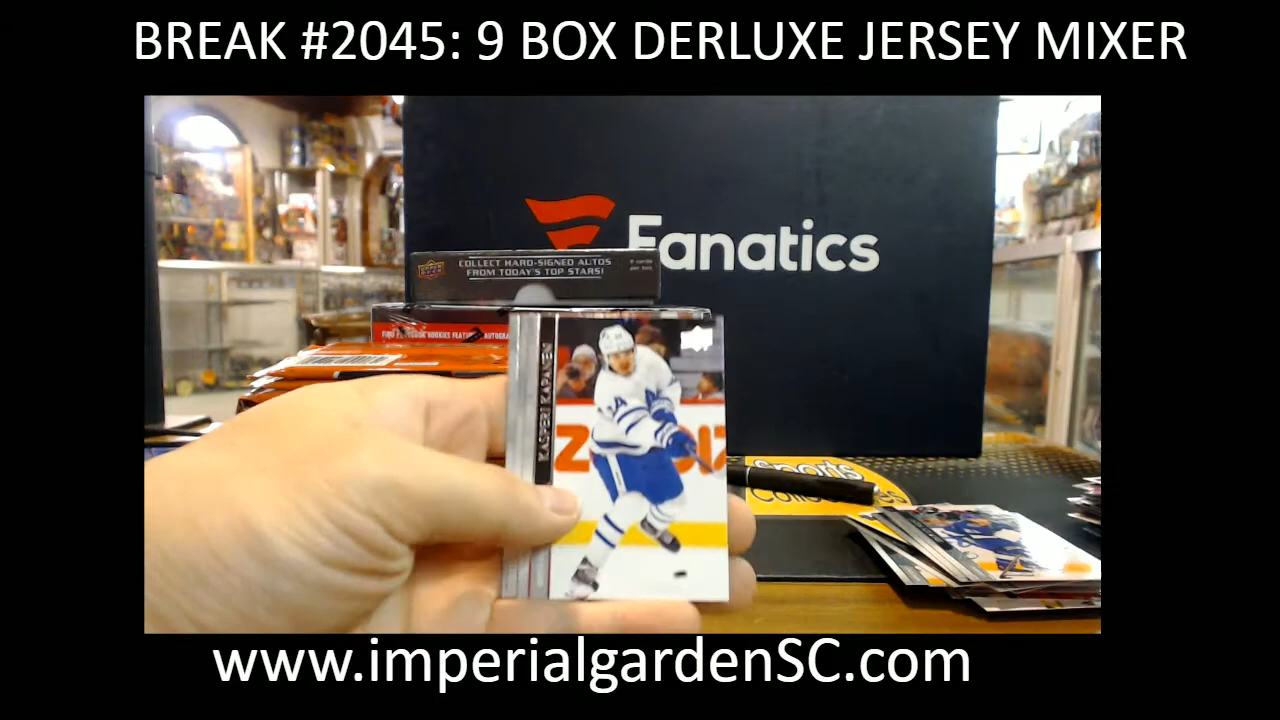 BREAK #2045: 9 BOX DERLUXE JERSEY MIXER
Fanatics
COLLECT HARD-SIGNED AUTOS
FROM TODAY'S TOP STARS!
KASPERI KAPANEN
Sports
www.imperialgardenSC.com